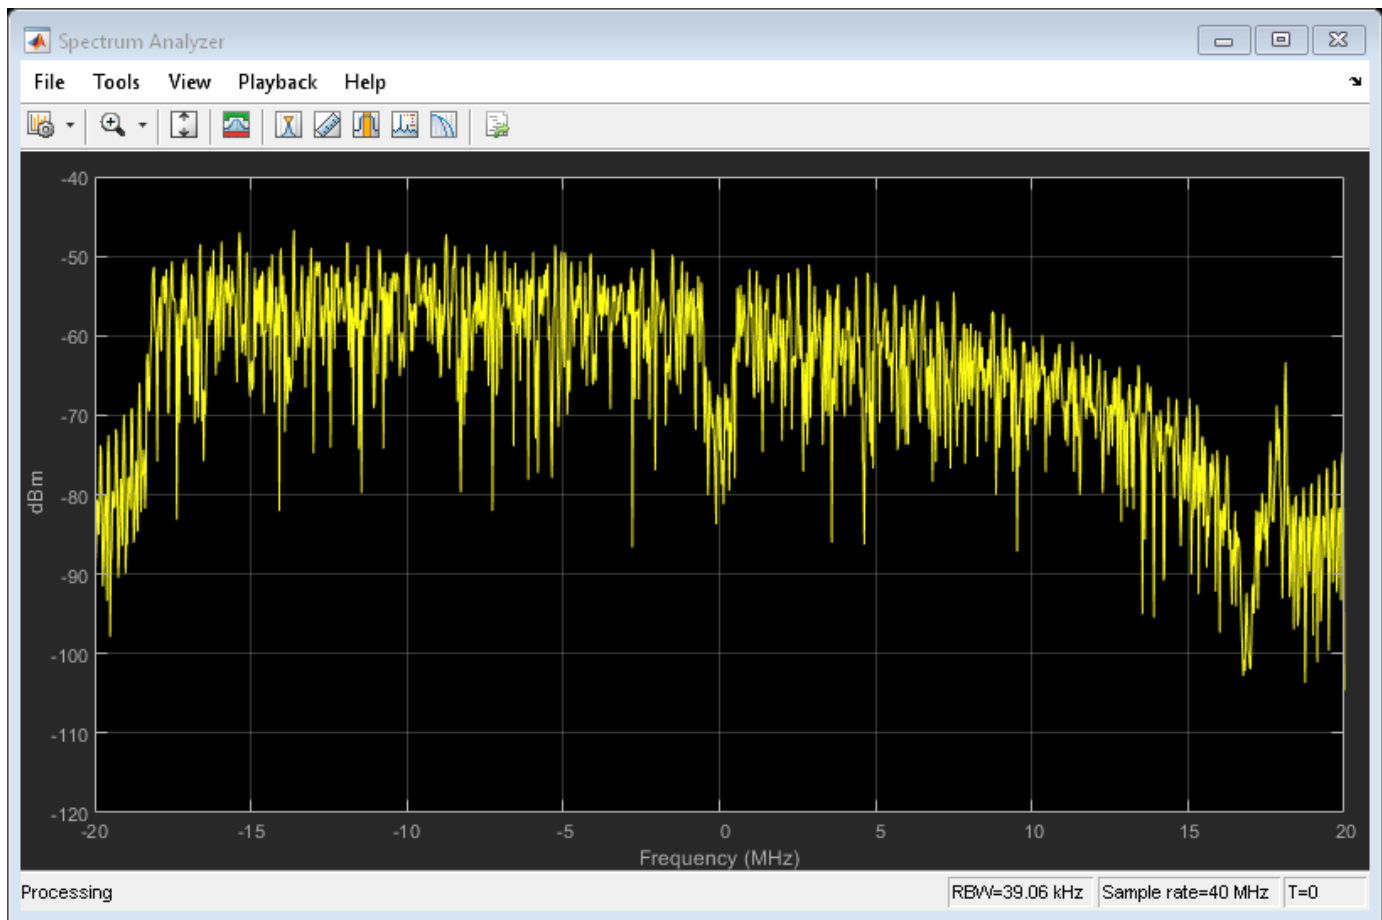 Spectrum Analyzer
File Tools View Playback Help
-40
-50
-60
-70
-80
-90
-100
-110
-120
dBm
-20 -15 -10 -5 0 5 10 15 20
Frequency (MHz)
Processing RBW=39.06 kHz Sample rate=40 MHz T=0